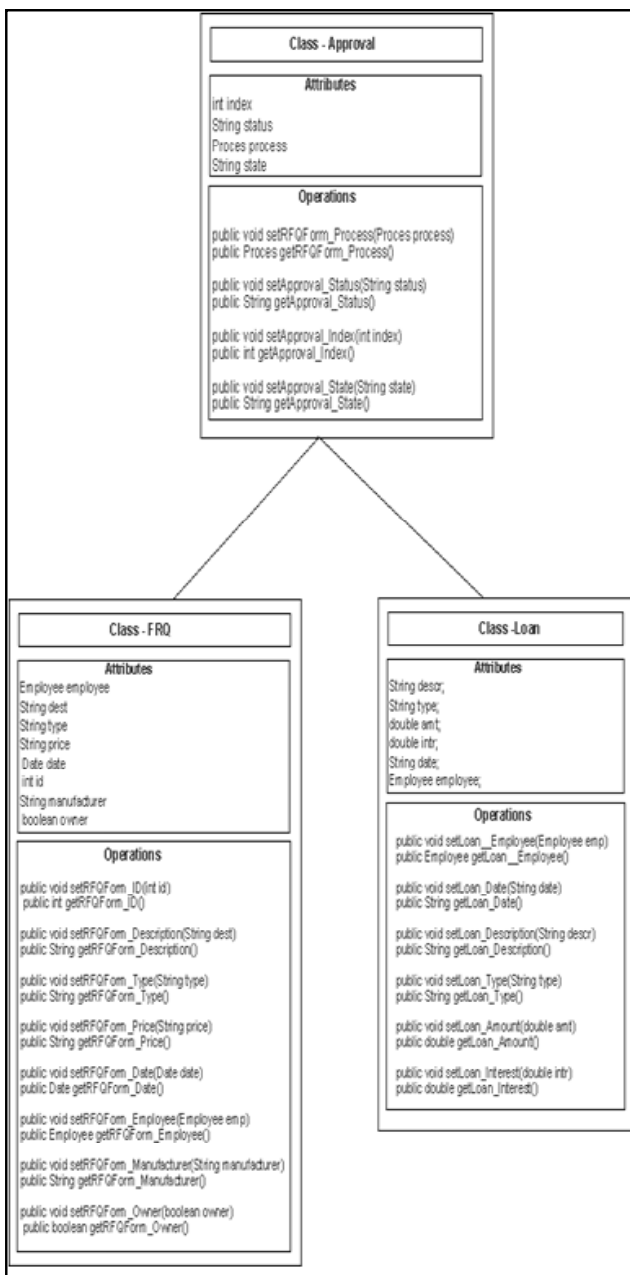 Class - Approval
Attributes
int index
String status
Proces process
String state
Operations
public void setRFQForm_Process(Proces process)
public Proces getRFQForm_Process()
public void setApproval_Status(String status)
public String getApproval_Status()
public void setApproval_Index(int index)
public int getApproval_Index()
public void setApproval_State(String state)
public String getApproval_State()
Class - FRQ
Attributes
Employee employee
String dest
String type
String price
Date date
int id
String manufacturer
boolean owner
Operations
public void setRFQForm_ID(int id)
public int getRFQForm_ID()
public void setRFQForm_Description(String dest)
public String getRFQForm_Description()
public void setRFQForm_Type(String type)
public String getRFQForm_Type()
public void setRFQForm_Price(String price)
public String getRFQForm_Price()
public void setRFQForm_Date(Date date)
public Date getRFQForm_Date()
public void setRFQForm_Employee(Employee emp)
public Employee getRFQForm_Employee()
public void setRFQForm_Manufacturer(String manufacturer)
public String getRFQForm_Manufacturer()
public void setRFQForm_Owner(boolean owner)
public boolean getRFQForm_Owner()
Class -Loan
Attributes
String descr;
String type;
double amt;
double intr;
String date;
Employee employee;
Operations
public void setLoan__Employee(Employee emp)
public Employee getLoan__Employee()
public void setLoan_Date(String date)
public String getLoan_Date()
public void setLoan_Description(String descr)
public String getLoan_Description()
public void setLoan_Type(String type)
public String getLoan_Type()
public void setLoan_Amount(double amt)
public double getLoan_Amount()
public void setLoan_Interest(double intr)
public double getLoan_Interest()